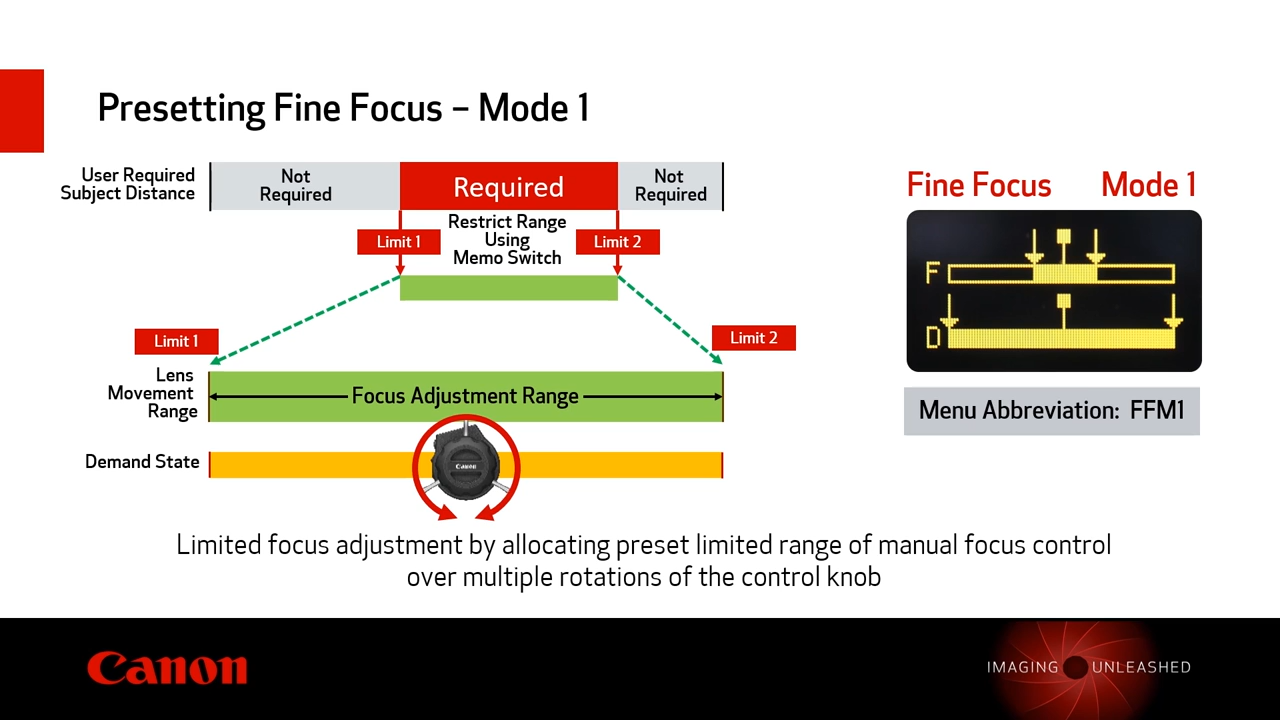 Presetting Fine Focus – Mode 1
User Required
Subject Distance
Not
Required
Required
Not
Required
Restrict Range
Using
Memo Switch
Limit 1
Limit 2
Limit 1
Limit 2
Lens
Movement
Range
Focus Adjustment Range
Demand State
Canon
Fine Focus Mode 1
F
D
Menu Abbreviation: FFM1
Limited focus adjustment by allocating preset limited range of manual focus control
over multiple rotations of the control knob
Canon
IMAGING UNLEASHED